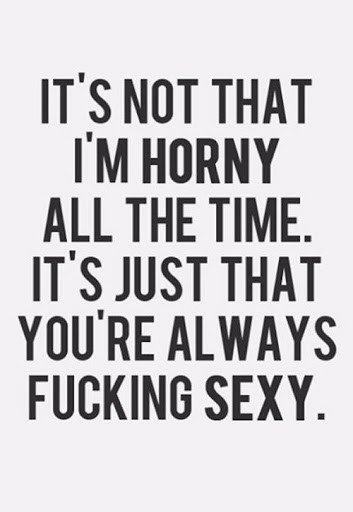 IT'S NOT THAT
I'M HORNY
ALL THE TIME.
IT'S JUST THAT
YOU'RE ALWAYS
FUCKING SEXY.